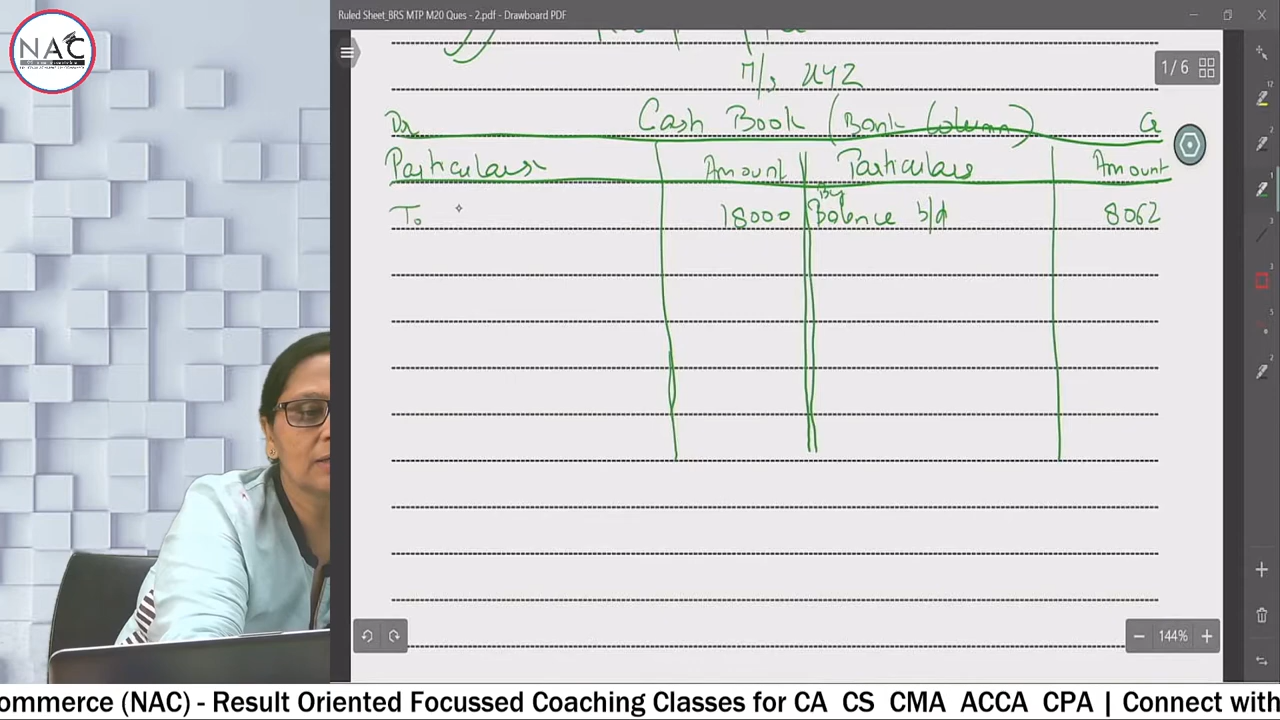 Ruled Sheet_BRS MTP M20 Ques - 2.pdf - Drawboard PDF
NAC
1/6
M/s XYZ
Dr Cash Book (Bank Column) Cr
Particulars Amount Particulars Amount
To 18000 By Balance b/d 8062
144%
ommerce (NAC) - Result Oriented Focussed Coaching Classes for CA CS CMA ACCA CPA | Connect with